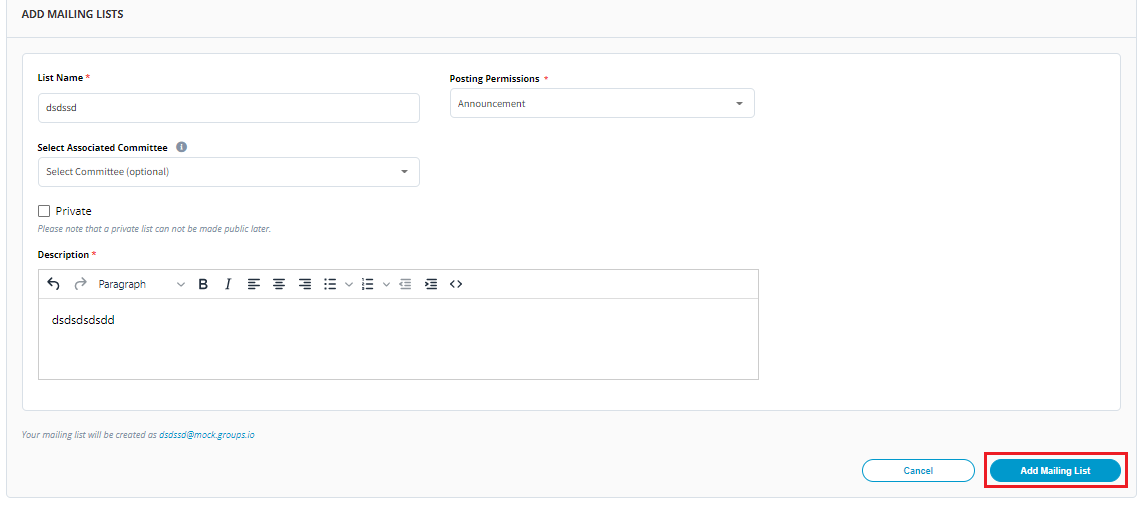 ADD MAILING LISTS
List Name *
Posting Permissions *
dsdssd
Announcement
Select Associated Committee i
Select Committee (optional)
Private
Please note that a private list can not be made public later.
Description *
Paragraph B I
dsdsdsdsdd
Your mailing list will be created as dsdssd@mock.groups.io
Cancel
Add Mailing List